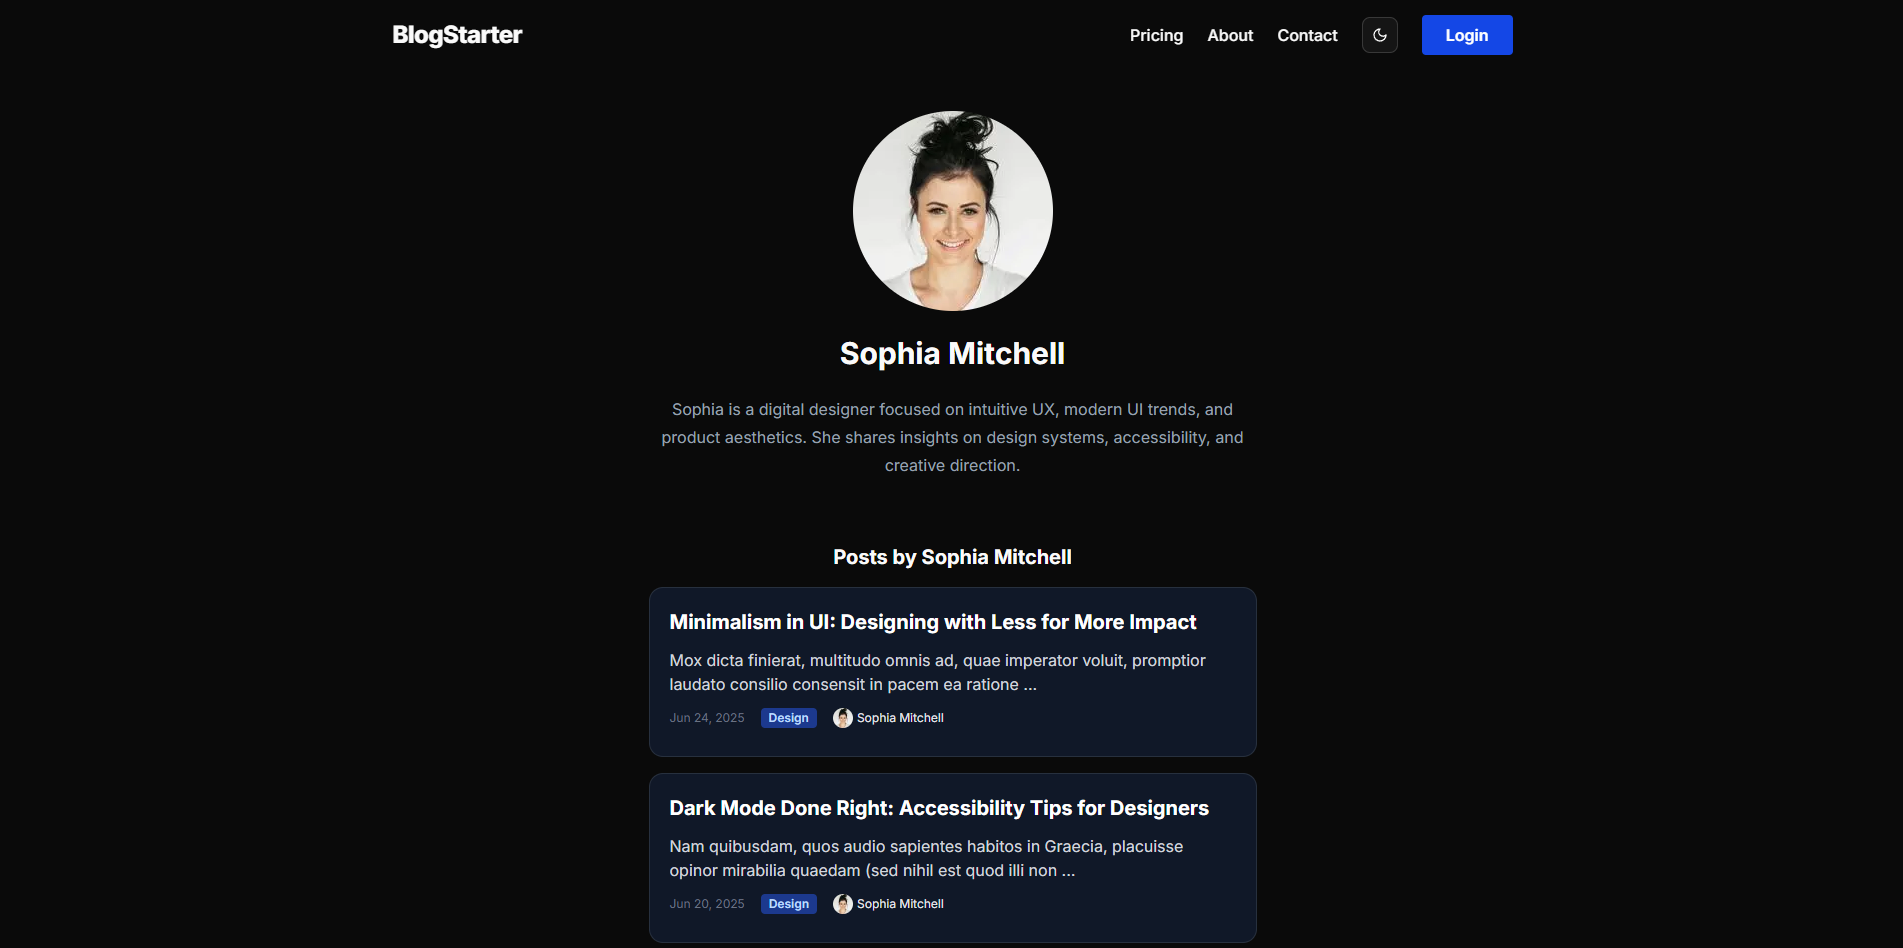 BlogStarter
Pricing
About
Contact
Login
Sophia Mitchell
Sophia is a digital designer focused on intuitive UX, modern UI trends, and
product aesthetics. She shares insights on design systems, accessibility, and
creative direction.
Posts by Sophia Mitchell
Minimalism in UI: Designing with Less for More Impact
Mox dicta finierat, multitudo omnis ad, quae imperator voluit, promptior
laudato consilio consensit in pacem ea ratione ...
Jun 24, 2025
Design
Sophia Mitchell
Dark Mode Done Right: Accessibility Tips for Designers
Nam quibusdam, quos audio sapientes habitos in Graecia, placuisse
opinor mirabilia quaedam (sed nihil est quod illi non ...
Jun 20, 2025
Design
Sophia Mitchell